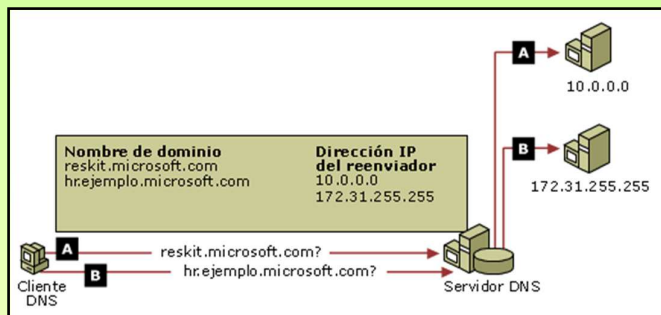 A
10.0.0.0
Nombre de dominio
reskit.microsoft.com
hr.ejemplo.microsoft.com
Dirección IP
del reenviador
10.0.0.0
172.31.255.255
B
172.31.255.255
A
reskit.microsoft.com?
B
hr.ejemplo.microsoft.com?
Cliente
DNS
Servidor DNS